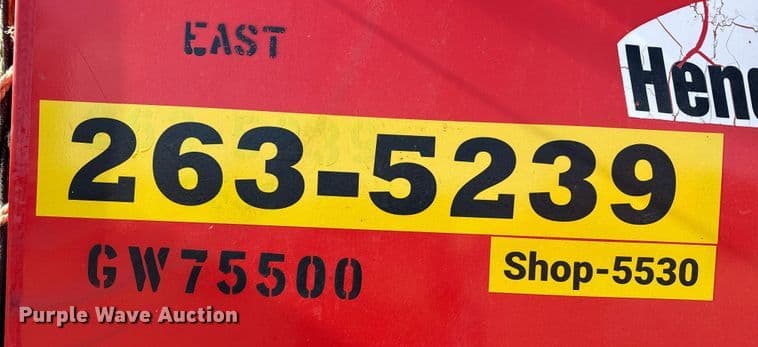 EAST
263-5239
GW75500
Shop-5530
Purple Wave Auction